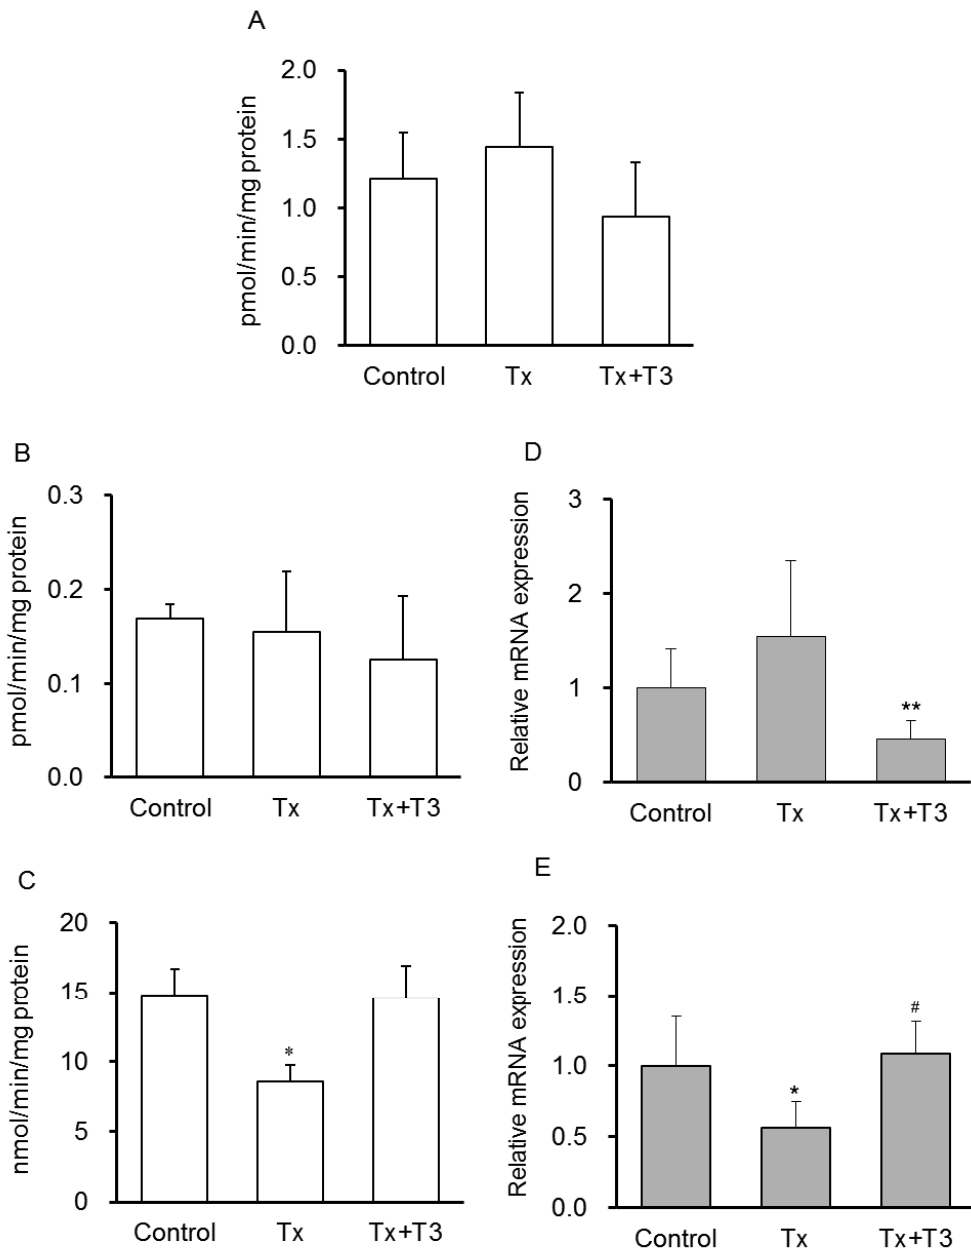 A
pmol/min/mg protein
2.0
1.5
1.0
0.5
0.0
Control Tx Tx+T3
B
pmol/min/mg protein
0.3
0.2
0.1
0.0
Control Tx Tx+T3
D
Relative mRNA expression
3
2
1
0
**
Control Tx Tx+T3
C
nmol/min/mg protein
20
15
10
5
0
*
Control Tx Tx+T3
E
Relative mRNA expression
2.0
1.5
1.0
0.5
0.0
*
#
Control Tx Tx+T3